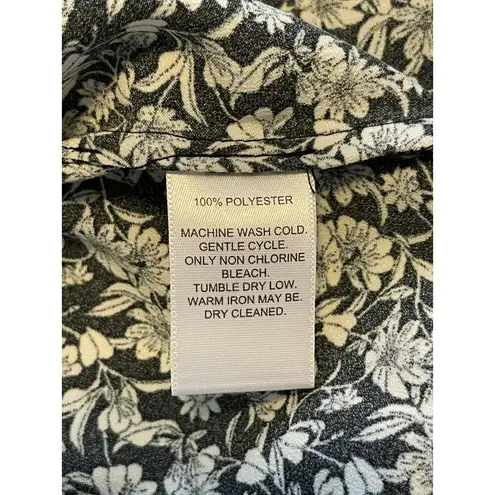 100% POLYESTER
MACHINE WASH COLD.
GENTLE CYCLE.
ONLY NON CHLORINE
BLEACH.
TUMBLE DRY LOW.
WARM IRON MAY BE.
DRY CLEANED.